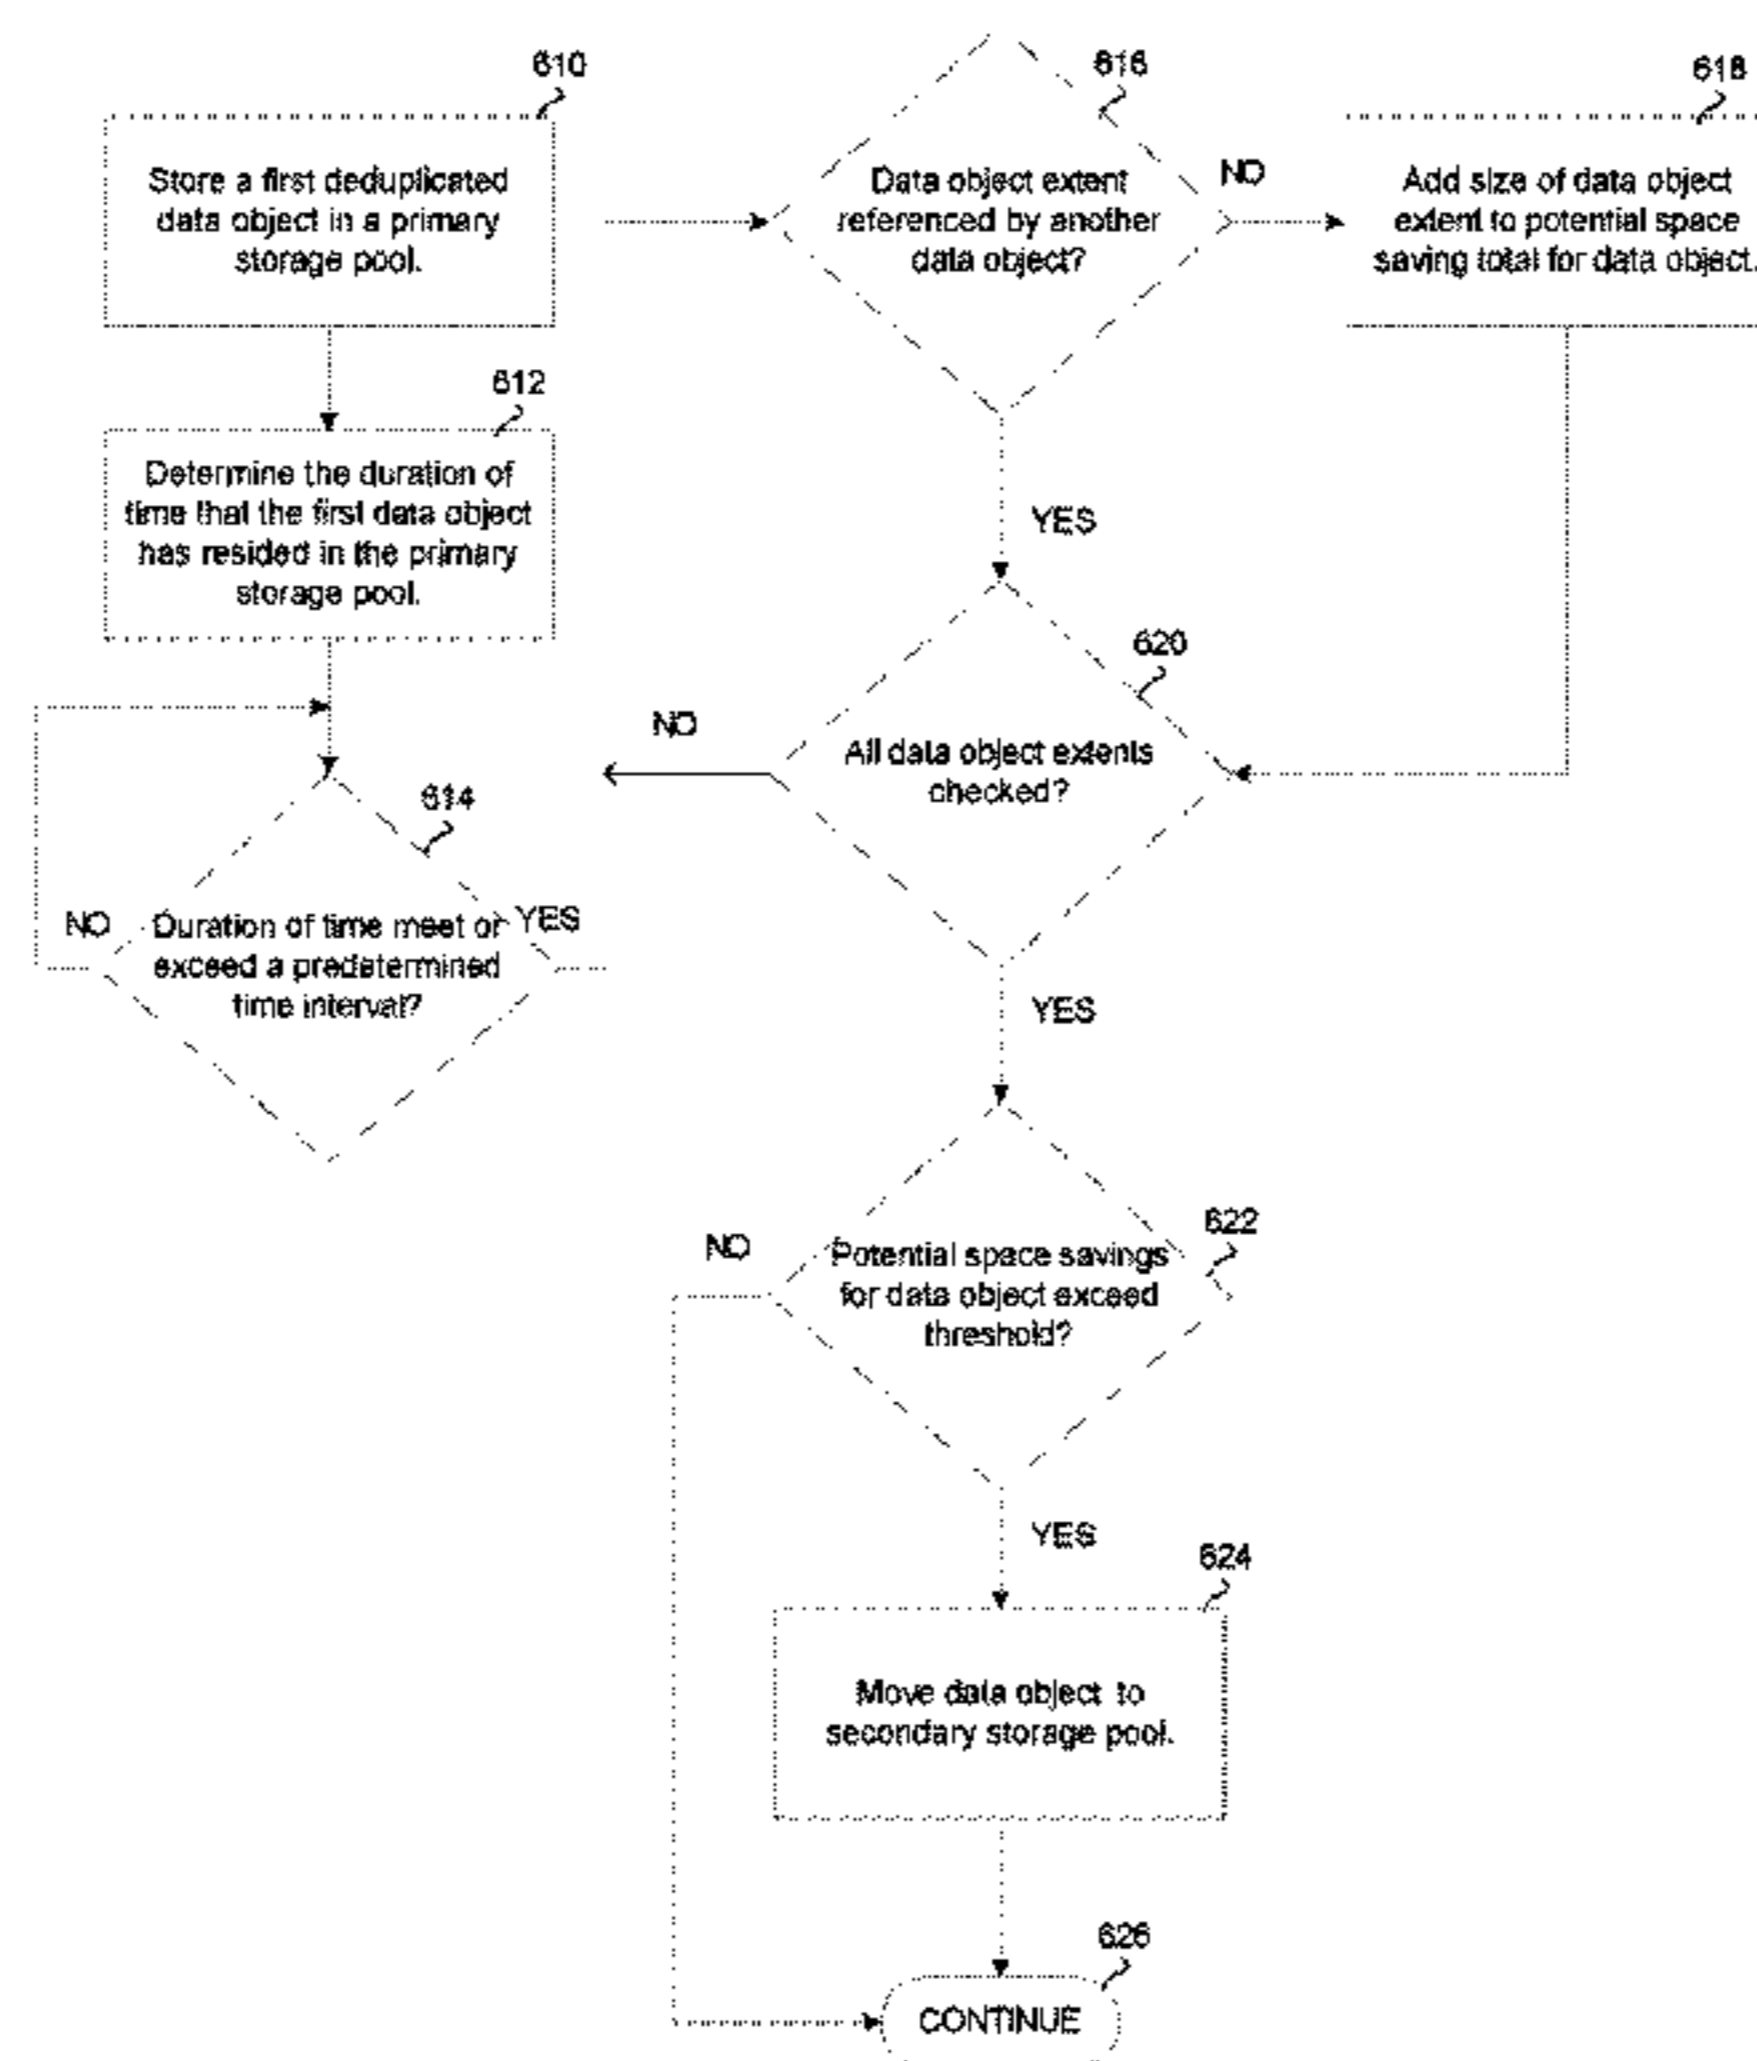 610
Store a first deduplicated
data object in a primary
storage pool.
612
Determine the duration of
time that the first data object
has resided in the primary
storage pool.
614
NO
Duration of time meet or
exceed a predetermined
time interval?
YES
616
Data object extent
referenced by another
data object?
NO
YES
618
Add size of data object
extent to potential space
saving total for data object.
620
NO
All data object extents
checked?
YES
622
NO
Potential space savings
for data object exceed
threshold?
YES
624
Move data object to
secondary storage pool.
626
CONTINUE